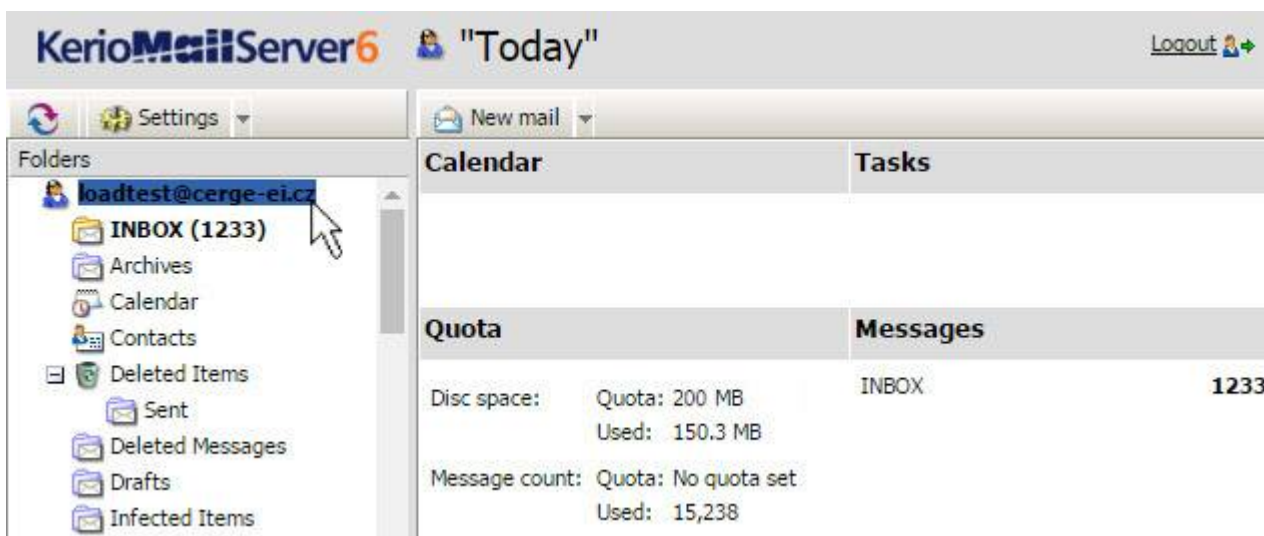 KerioMailServer6 "Today" Logout
Settings New mail
Folders
loadtest@cerge-ei.cz
INBOX (1233)
Archives
Calendar
Contacts
Deleted Items
Sent
Deleted Messages
Drafts
Infected Items
Calendar Tasks
Quota Messages
Disc space: Quota: 200 MB
Used: 150.3 MB
Message count: Quota: No quota set
Used: 15,238
INBOX 1233